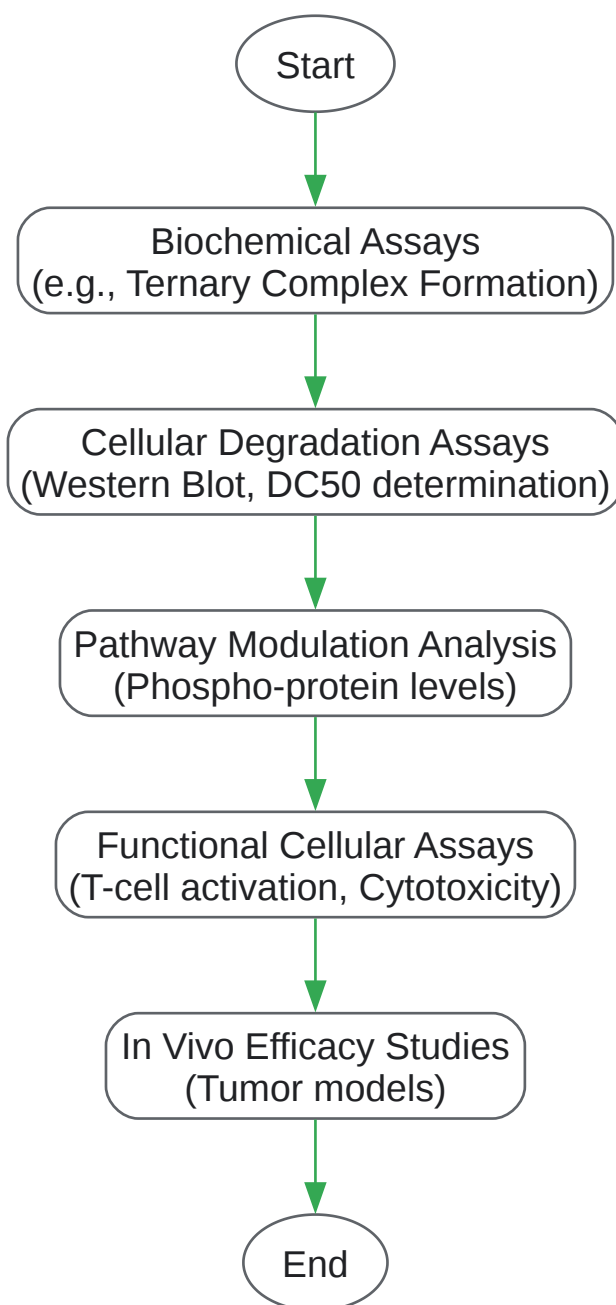 Start
Biochemical Assays
(e.g., Ternary Complex Formation)
Cellular Degradation Assays
(Western Blot, DC50 determination)
Pathway Modulation Analysis
(Phospho-protein levels)
Functional Cellular Assays
(T-cell activation, Cytotoxicity)
In Vivo Efficacy Studies
(Tumor models)
End